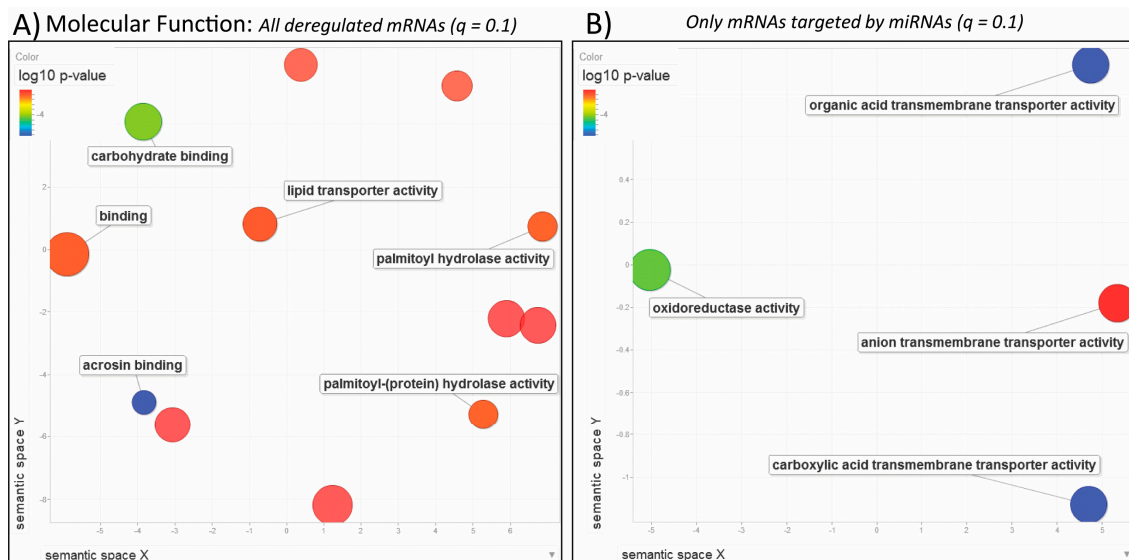 A) Molecular Function: All deregulated mRNAs (q = 0.1)
Color
log10 p-value
-4
carbohydrate binding
lipid transporter activity
binding
palmitoyl hydrolase activity
acrosin binding
palmitoyl-(protein) hydrolase activity
2
0
-2
-4
-6
-8
semantic space Y
-5 -4 -3 -2 -1 0 1 2 3 4 5 6
semantic space X
B) Only mRNAs targeted by miRNAs (q = 0.1)
Color
log10 p-value
-4
organic acid transmembrane transporter activity
oxidoreductase activity
anion transmembrane transporter activity
carboxylic acid transmembrane transporter activity
0.4
0.2
0
-0.2
-0.4
-0.6
-0.8
-1
semantic space Y
-5 -4 -3 -2 -1 0 1 2 3 4 5
semantic space X